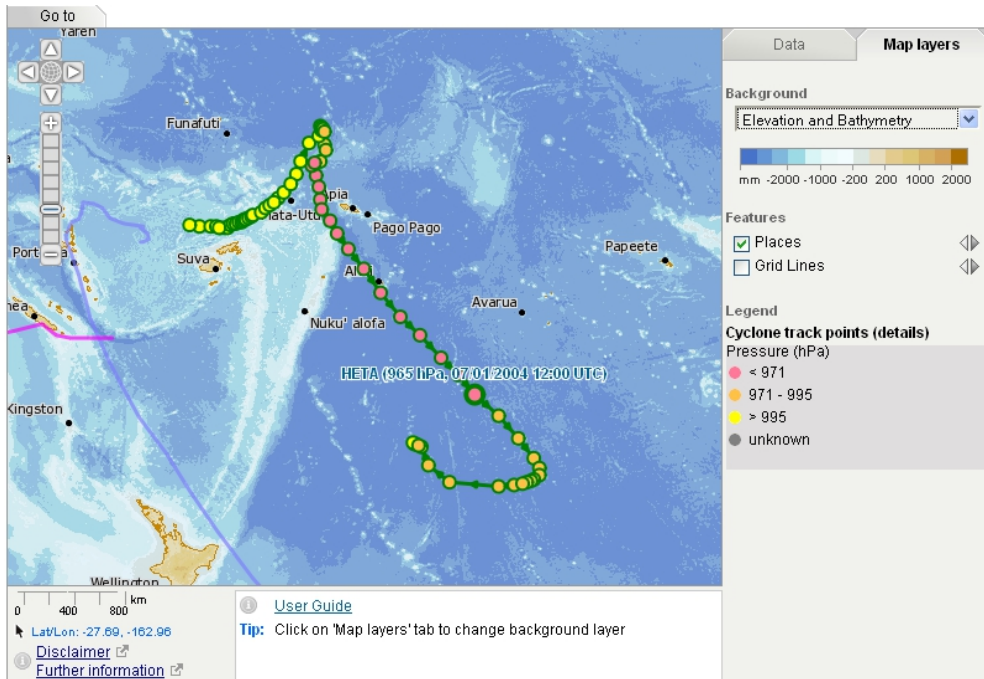 Go to
Yaren
Funafuti
Mata-Utu
Pago Pago
Suva
Papeete
Avarua
Nuku' alofa
HETA (965 hPa, 07/01/2004 12:00 UTC)
Kingston
Wellington
Data
Map layers
Background
Elevation and Bathymetry
mm -2000 -1000 -200 200 1000 2000
Features
Places
Grid Lines
Legend
Cyclone track points (details)
Pressure (hPa)
< 971
971 - 995
> 995
unknown
0 400 800 km
Lat/Lon: -27.69, -162.96
Disclaimer
Further information
User Guide
Tip: Click on 'Map layers' tab to change background layer